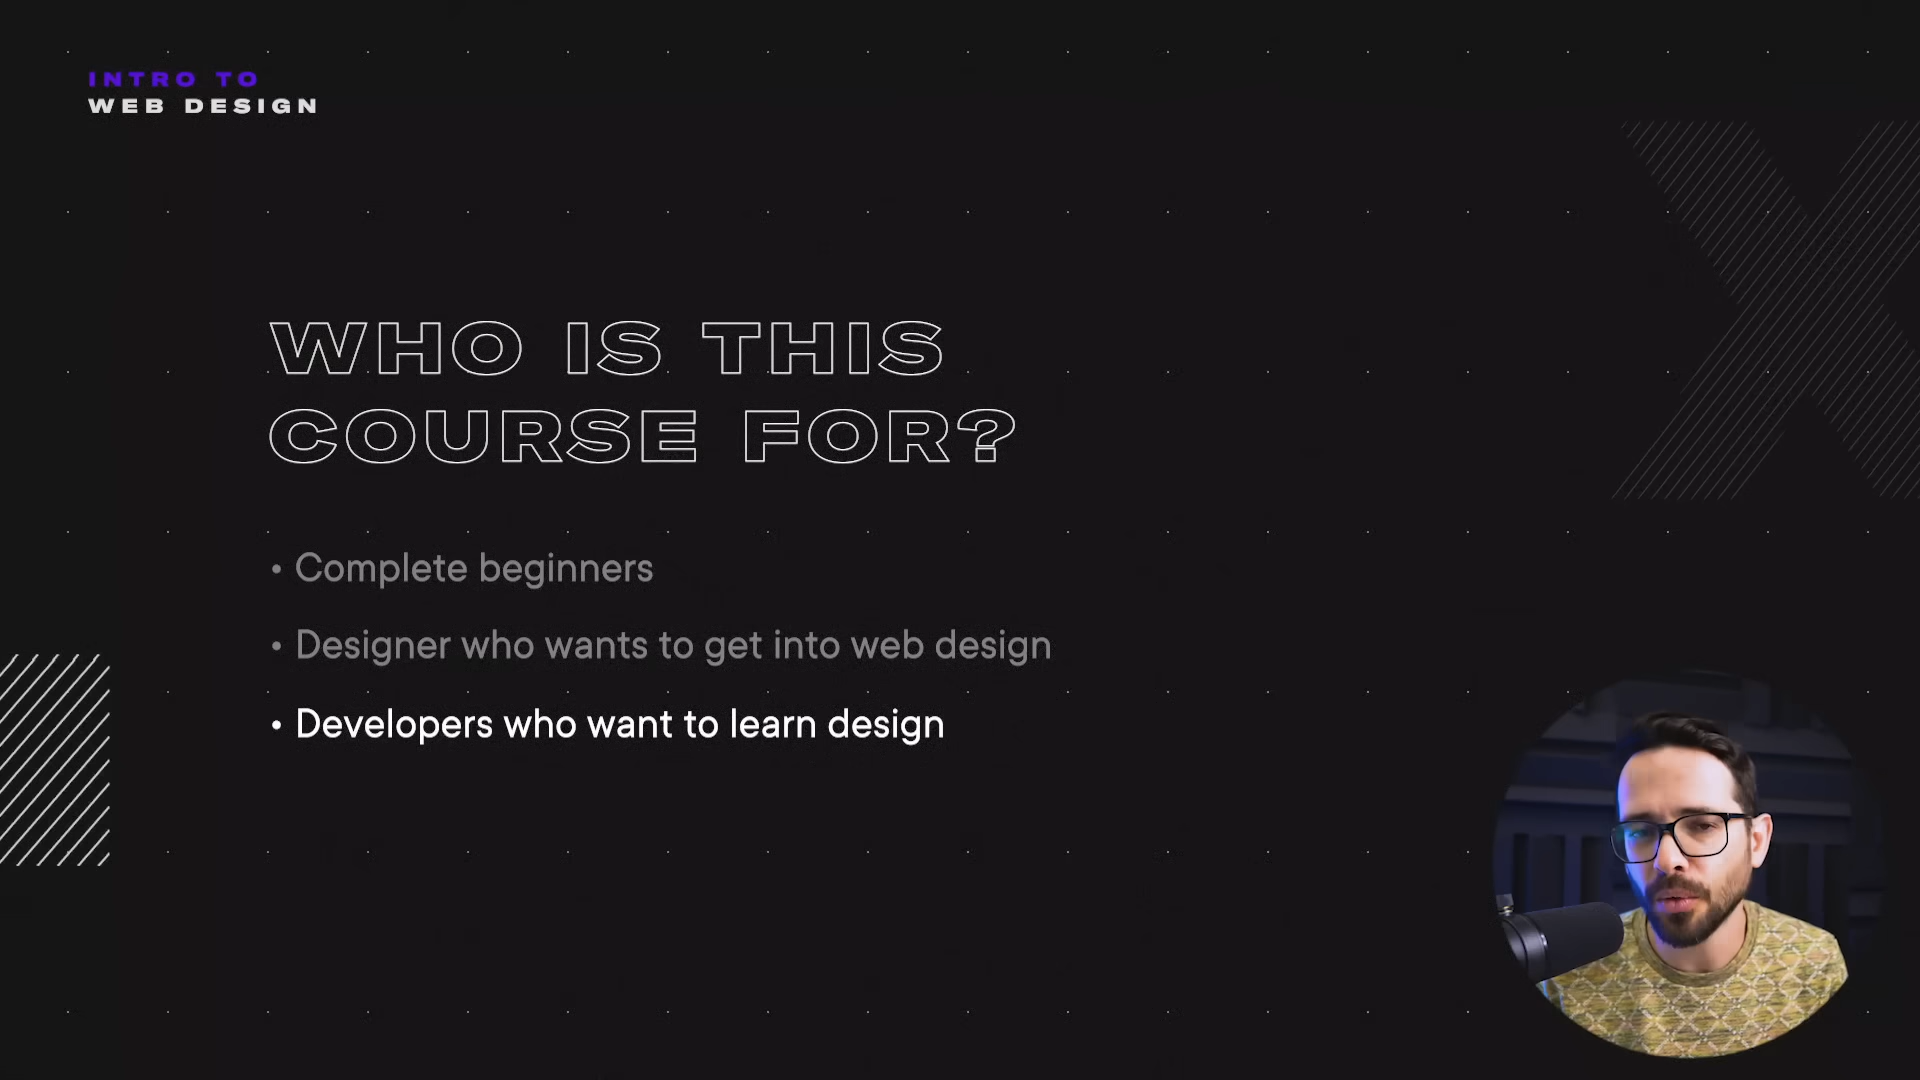 INTRO TO
WEB DESIGN
WHO IS THIS
COURSE FOR?
• Complete beginners
• Designer who wants to get into web design
• Developers who want to learn design